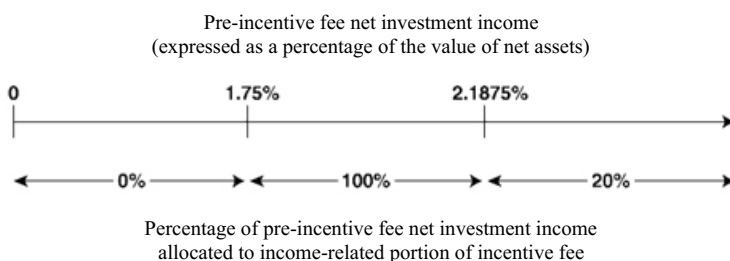 Pre-incentive fee net investment income
(expressed as a percentage of the value of net assets)
0 1.75% 2.1875%
0% 100% 20%
Percentage of pre-incentive fee net investment income
allocated to income-related portion of incentive fee